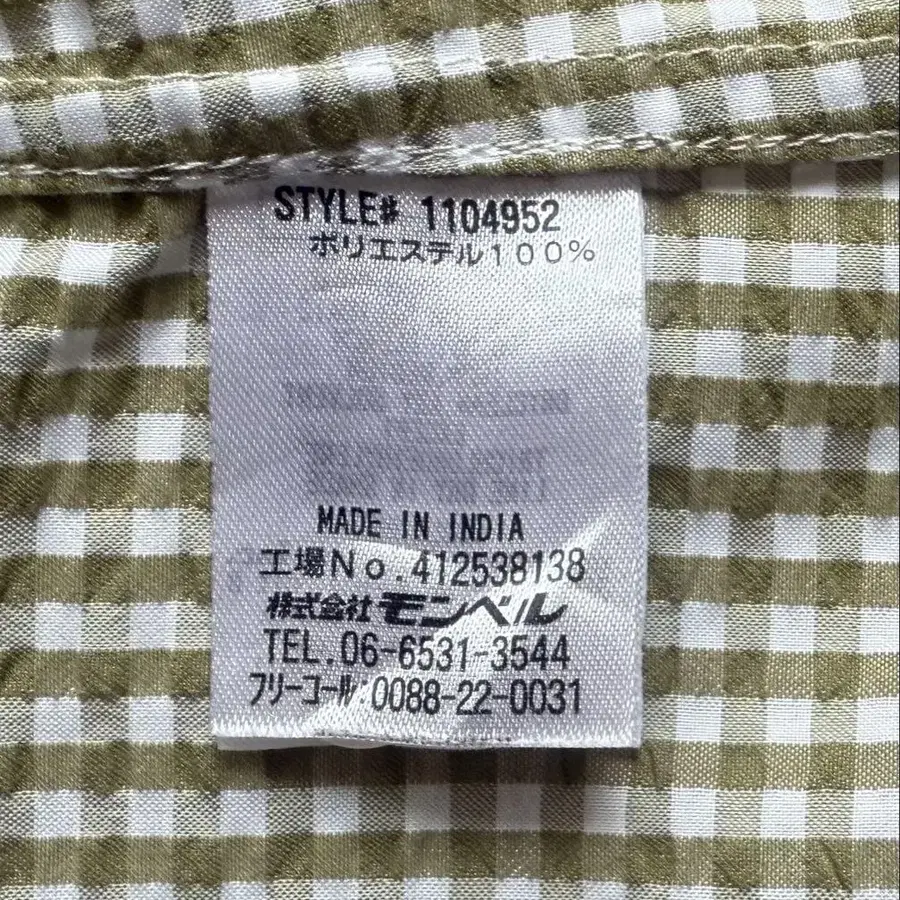 STYLE# 1104952
ポリエステル100%
MADE IN INDIA
工場No.412538138
株式会社モンベル
TEL.06-6531-3544
フリーコール:0088-22-0031